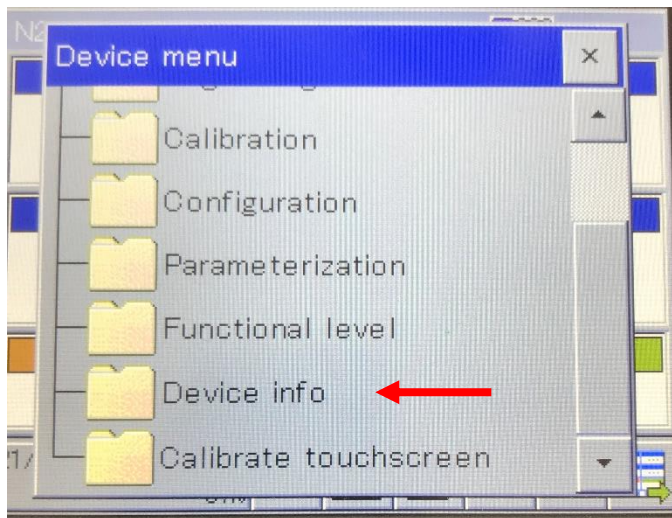 Device menu
Calibration
Configuration
Parameterization
Functional level
Device info
Calibrate touchscreen